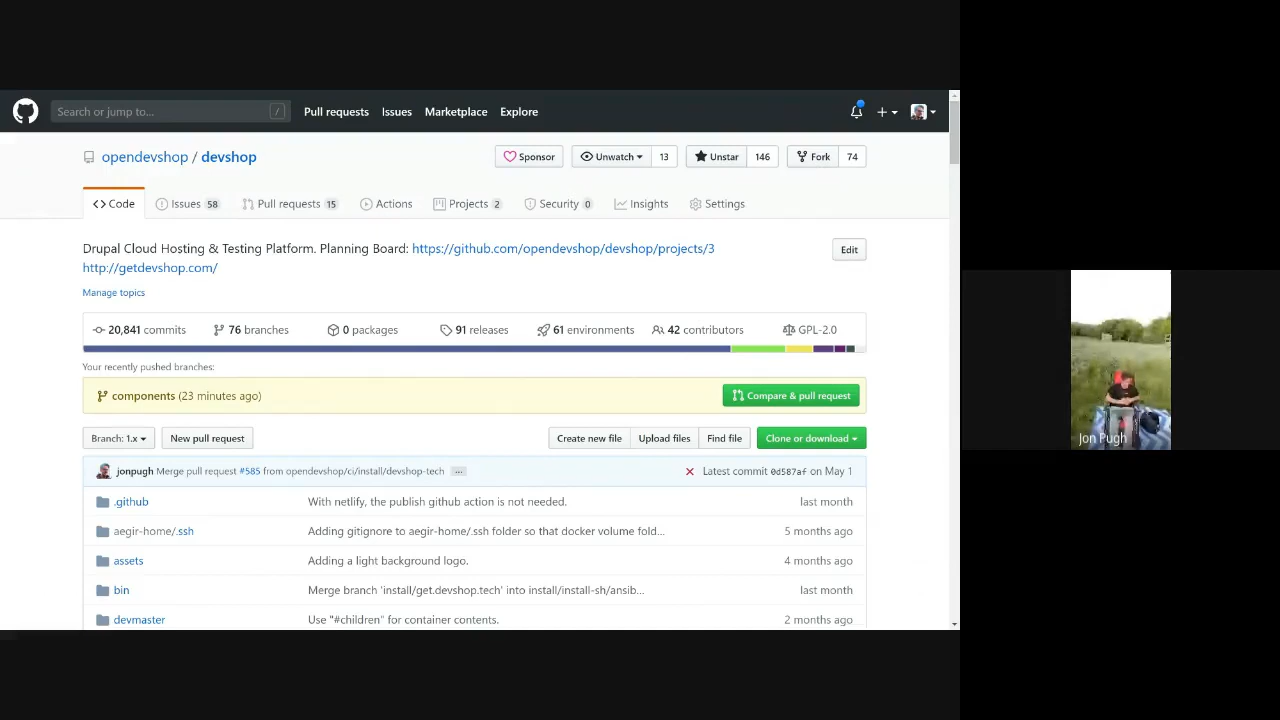 Search or jump to... / Pull requests Issues Marketplace Explore
opendevshop / devshop Sponsor Unwatch 13 Unstar 146 Fork 74
Code Issues 58 Pull requests 15 Actions Projects 2 Security 0 Insights Settings
Drupal Cloud Hosting & Testing Platform. Planning Board: https://github.com/opendevshop/devshop/projects/3 Edit
http://getdevshop.com/
Manage topics
20,841 commits 76 branches 0 packages 91 releases 61 environments 42 contributors GPL-2.0
Your recently pushed branches:
components (23 minutes ago) Compare & pull request
Branch: 1.x New pull request Create new file Upload files Find file Clone or download
jonpugh Merge pull request #585 from opendevshop/ci/install/devshop-tech ... Latest commit 0d587af on May 1
.github With netlify, the publish github action is not needed. last month
aegir-home/.ssh Adding gitignore to aegir-home/.ssh folder so that docker volume fold... 5 months ago
assets Adding a light background logo. 4 months ago
bin Merge branch 'install/get.devshop.tech' into install/install-sh/ansib... last month
devmaster Use "#children" for container contents. 2 months ago
Jon Pugh